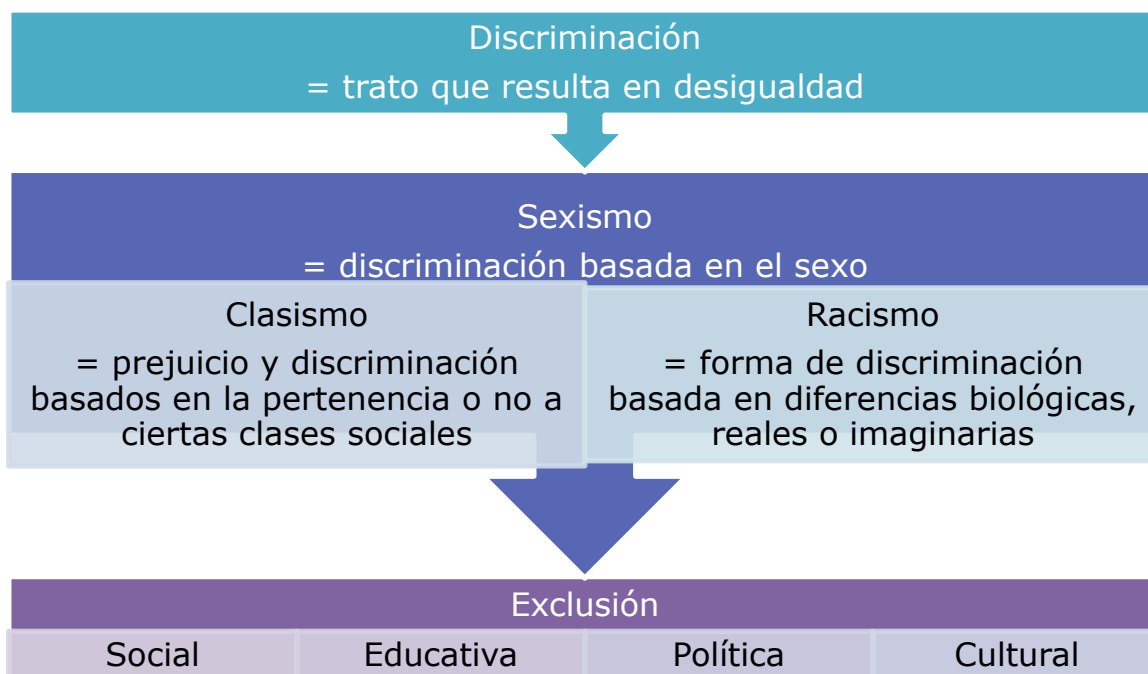 Discriminación
= trato que resulta en desigualdad
Sexismo
= discriminación basada en el sexo
Clasismo
= prejuicio y discriminación
basados en la pertenencia o no a
ciertas clases sociales
Racismo
= forma de discriminación
basada en diferencias biológicas,
reales o imaginarias
Exclusión
Social
Educativa
Política
Cultural